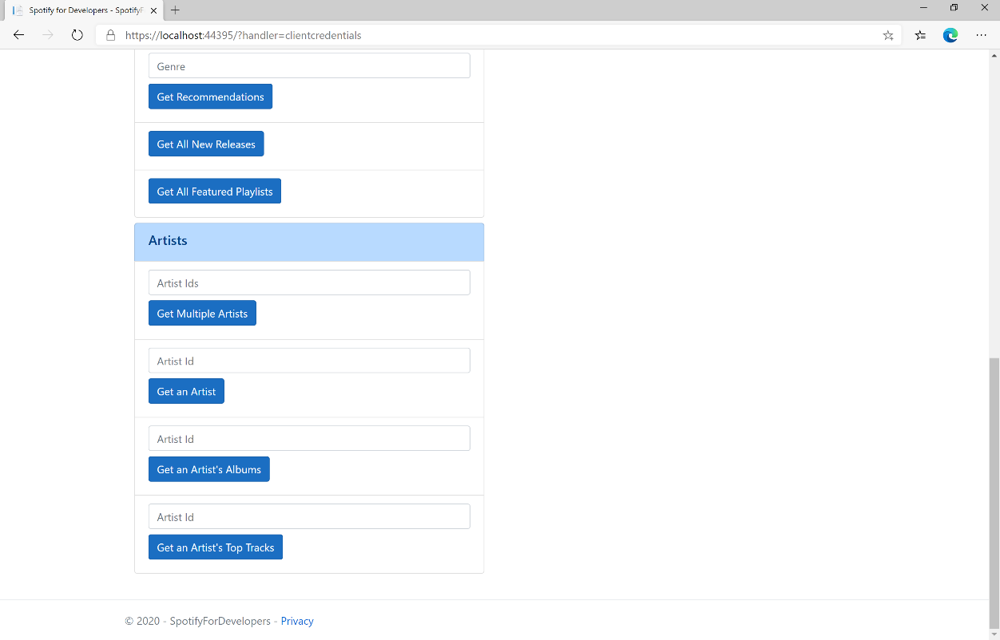 Spotify for Developers - SpotifyF
https://localhost:44395/?handler=clientcredentials
Genre
Get Recommendations
Get All New Releases
Get All Featured Playlists
Artists
Artist Ids
Get Multiple Artists
Artist Id
Get an Artist
Artist Id
Get an Artist's Albums
Artist Id
Get an Artist's Top Tracks
© 2020 - SpotifyForDevelopers - Privacy